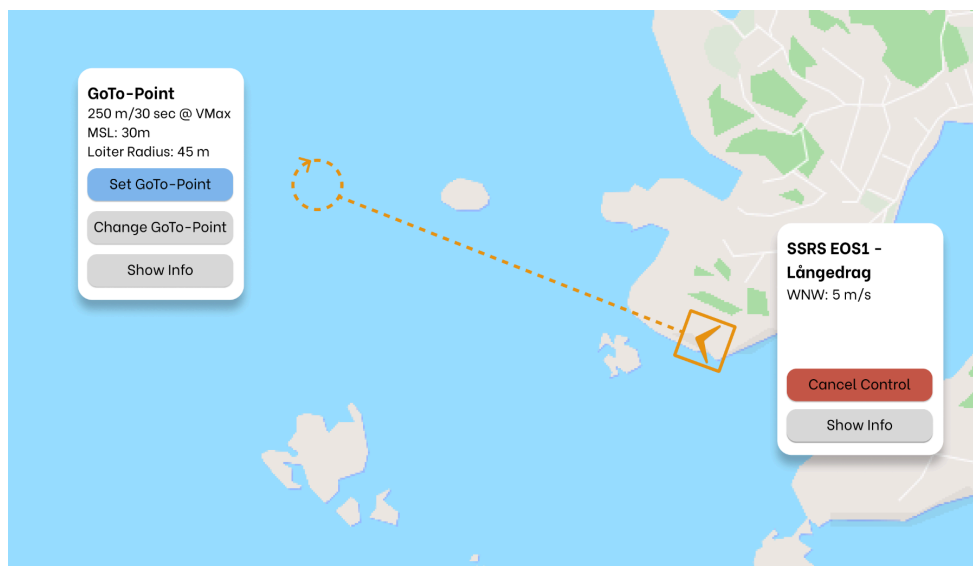 GoTo-Point
250 m/30 sec @ VMax
MSL: 30m
Loiter Radius: 45 m
Set GoTo-Point
Change GoTo-Point
Show Info
SSRS EOS1 -
Långedrag
WNW: 5 m/s
Cancel Control
Show Info